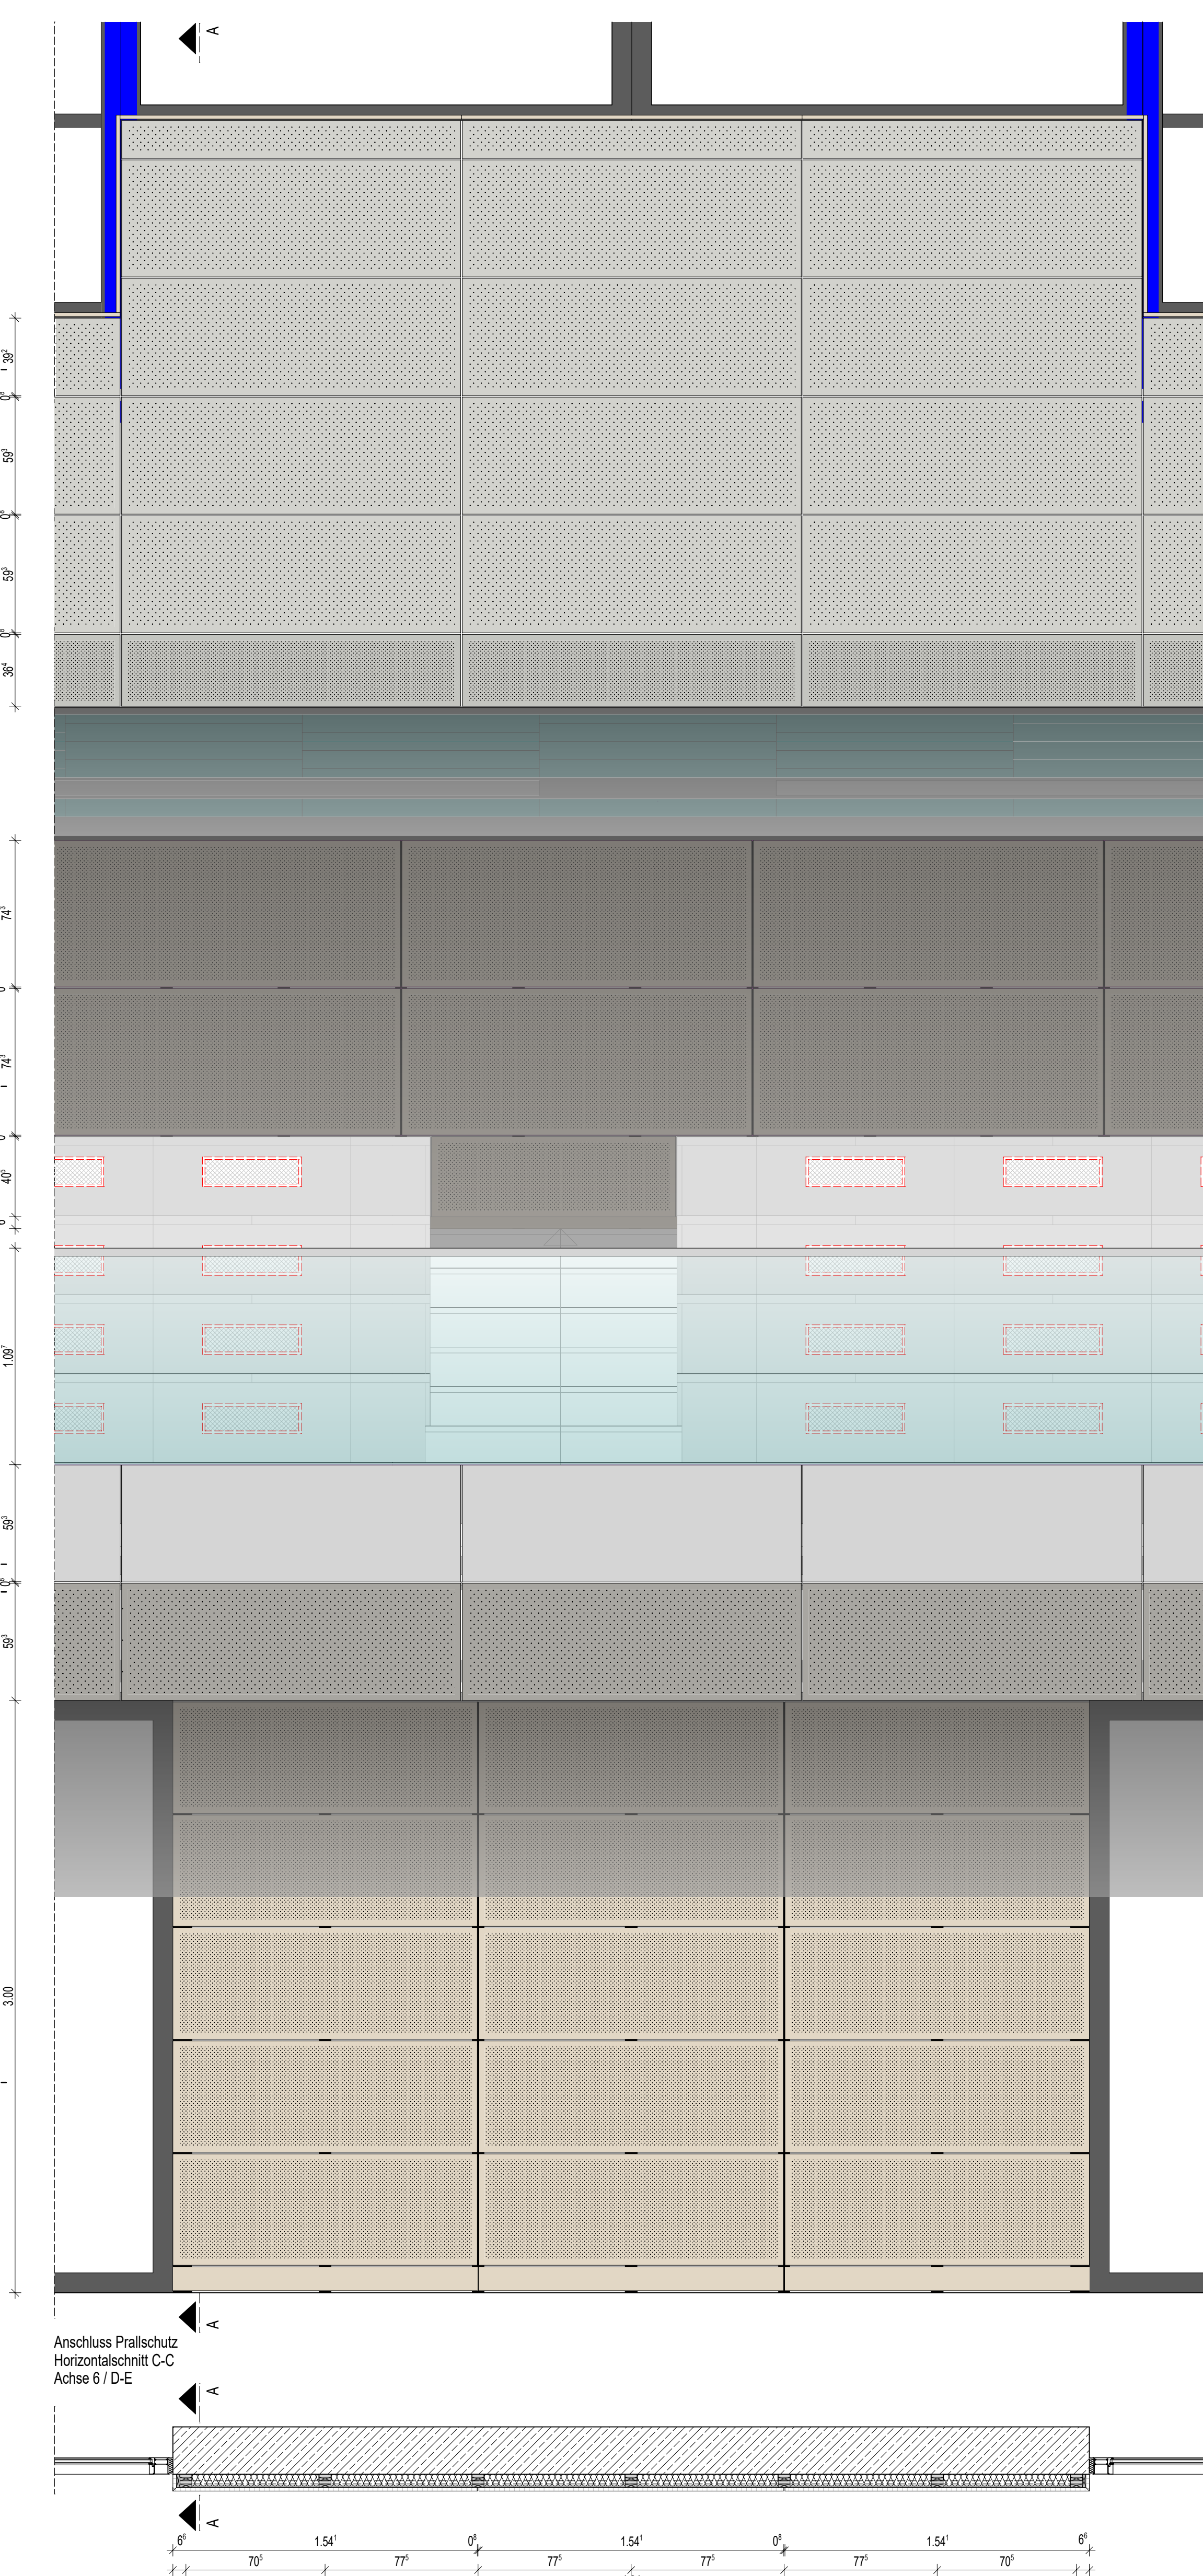 A
39²
0⁸
59³
0⁸
59³
0⁸
36⁴
74³
0
74³
0
40⁵
6
1.09⁷
59³
0⁸
59³
3.00
A
Anschluss Prallschutz
Horizontalschnitt C-C
Achse 6 / D-E
A
A
6⁶ 1.54¹ 0⁸ 1.54¹ 0⁸ 1.54¹ 6⁶
70⁵ 77⁵ 77⁵ 77⁵ 77⁵ 70⁵